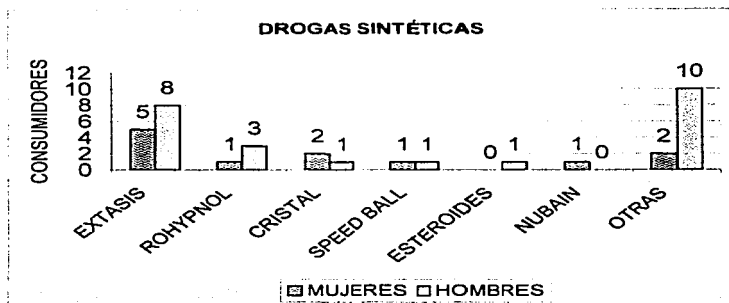 DROGAS SINTÉTICAS
CONSUMIDORES
12
10
8
6
4
2
0
5 8
1 3
2 1
1 1
0 1
1 0
2 10
EXTASIS
ROHYPNOL
CRISTAL
SPEED BALL
ESTEROIDES
NUBAIN
OTRAS
MUJERES HOMBRES